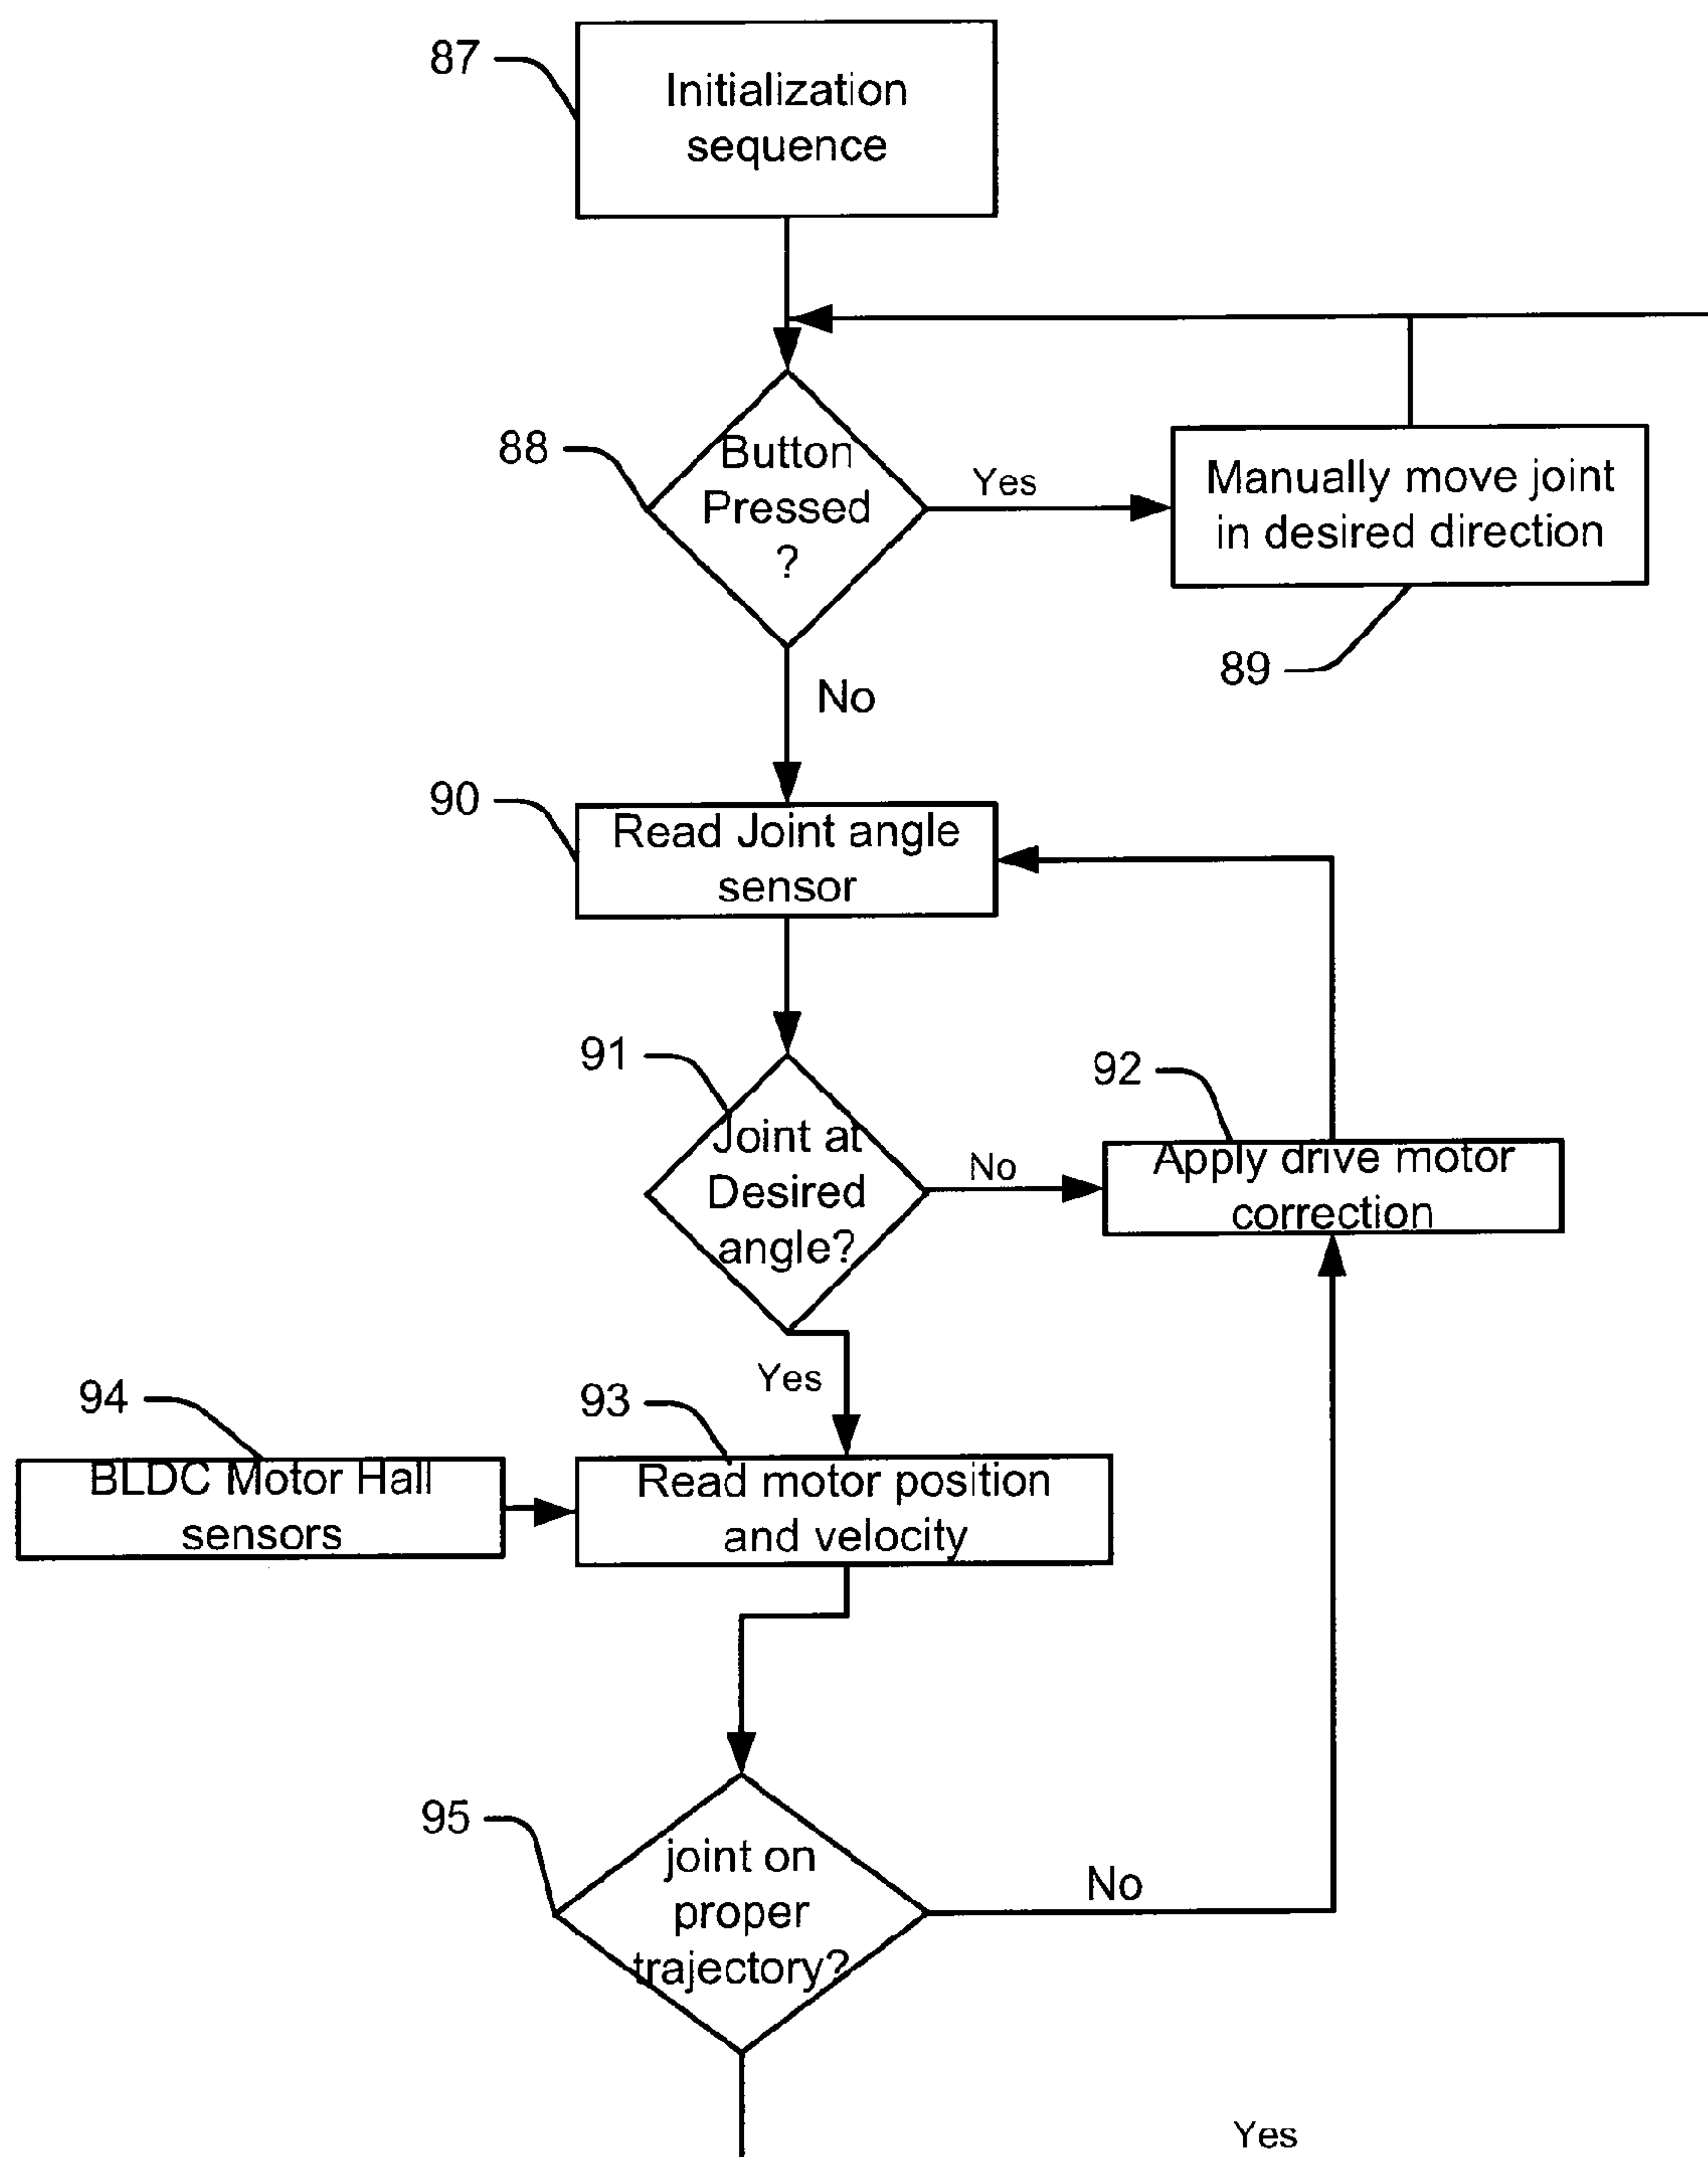 87
Initialization
sequence
88
Button
Pressed
?
Yes
Manually move joint
in desired direction
89
No
90
Read Joint angle
sensor
91
Joint at
Desired
angle?
No
92
Apply drive motor
correction
Yes
94
BLDC Motor Hall
sensors
93
Read motor position
and velocity
95
joint on
proper
trajectory?
No
Yes